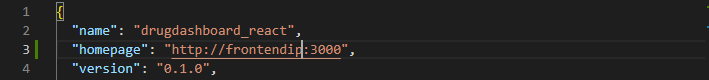 1 {
2 "name": "drugdashboard_react",
3 "homepage": "http://frontendip:3000",
4 "version": "0.1.0",